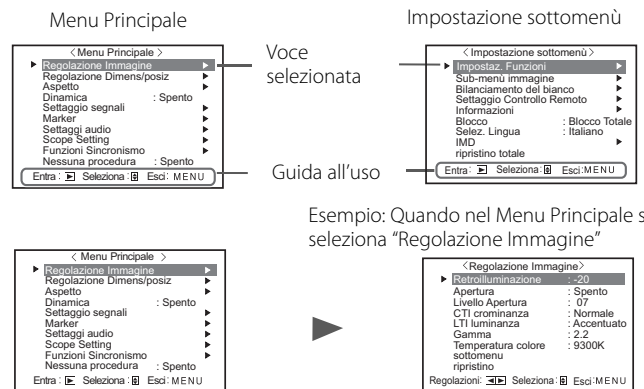 Menu Principale
< Menu Principale >
Regolazione Immagine
Regolazione Dimens/posiz
Aspetto
Dinamica : Spento
Settaggio segnali
Marker
Settaggi audio
Scope Setting
Funzioni Sincronismo
Nessuna procedura : Spento
Entra : Seleziona : Esci: MENU
Voce
selezionata
Guida all'uso
Impostazione sottomenù
< Impostazione sottomenù >
Impostaz. Funzioni
Sub-menù immagine
Bilanciamento del bianco
Settaggio Controllo Remoto
Informazioni
Blocco : Blocco Totale
Selez. Lingua : Italiano
IMD
ripristino totale
Entra : Seleziona : Esci:MENU
Esempio: Quando nel Menu Principale s
seleziona “Regolazione Immagine”
< Menu Principale >
Regolazione Immagine
Regolazione Dimens/posiz
Aspetto
Dinamica : Spento
Settaggio segnali
Marker
Settaggi audio
Scope Setting
Funzioni Sincronismo
Nessuna procedura : Spento
Entra : Seleziona : Esci: MENU
<Regolazione Immagine>
Retroilluminazione : -20
Apertura : Spento
Livello Apertura : 07
CTI crominanza : Normale
LTI luminanza : Accentuato
Gamma : 2.2
Temperatura colore : 9300K
sottomenu
ripristino
Regolazioni: Seleziona : Esci:MENU